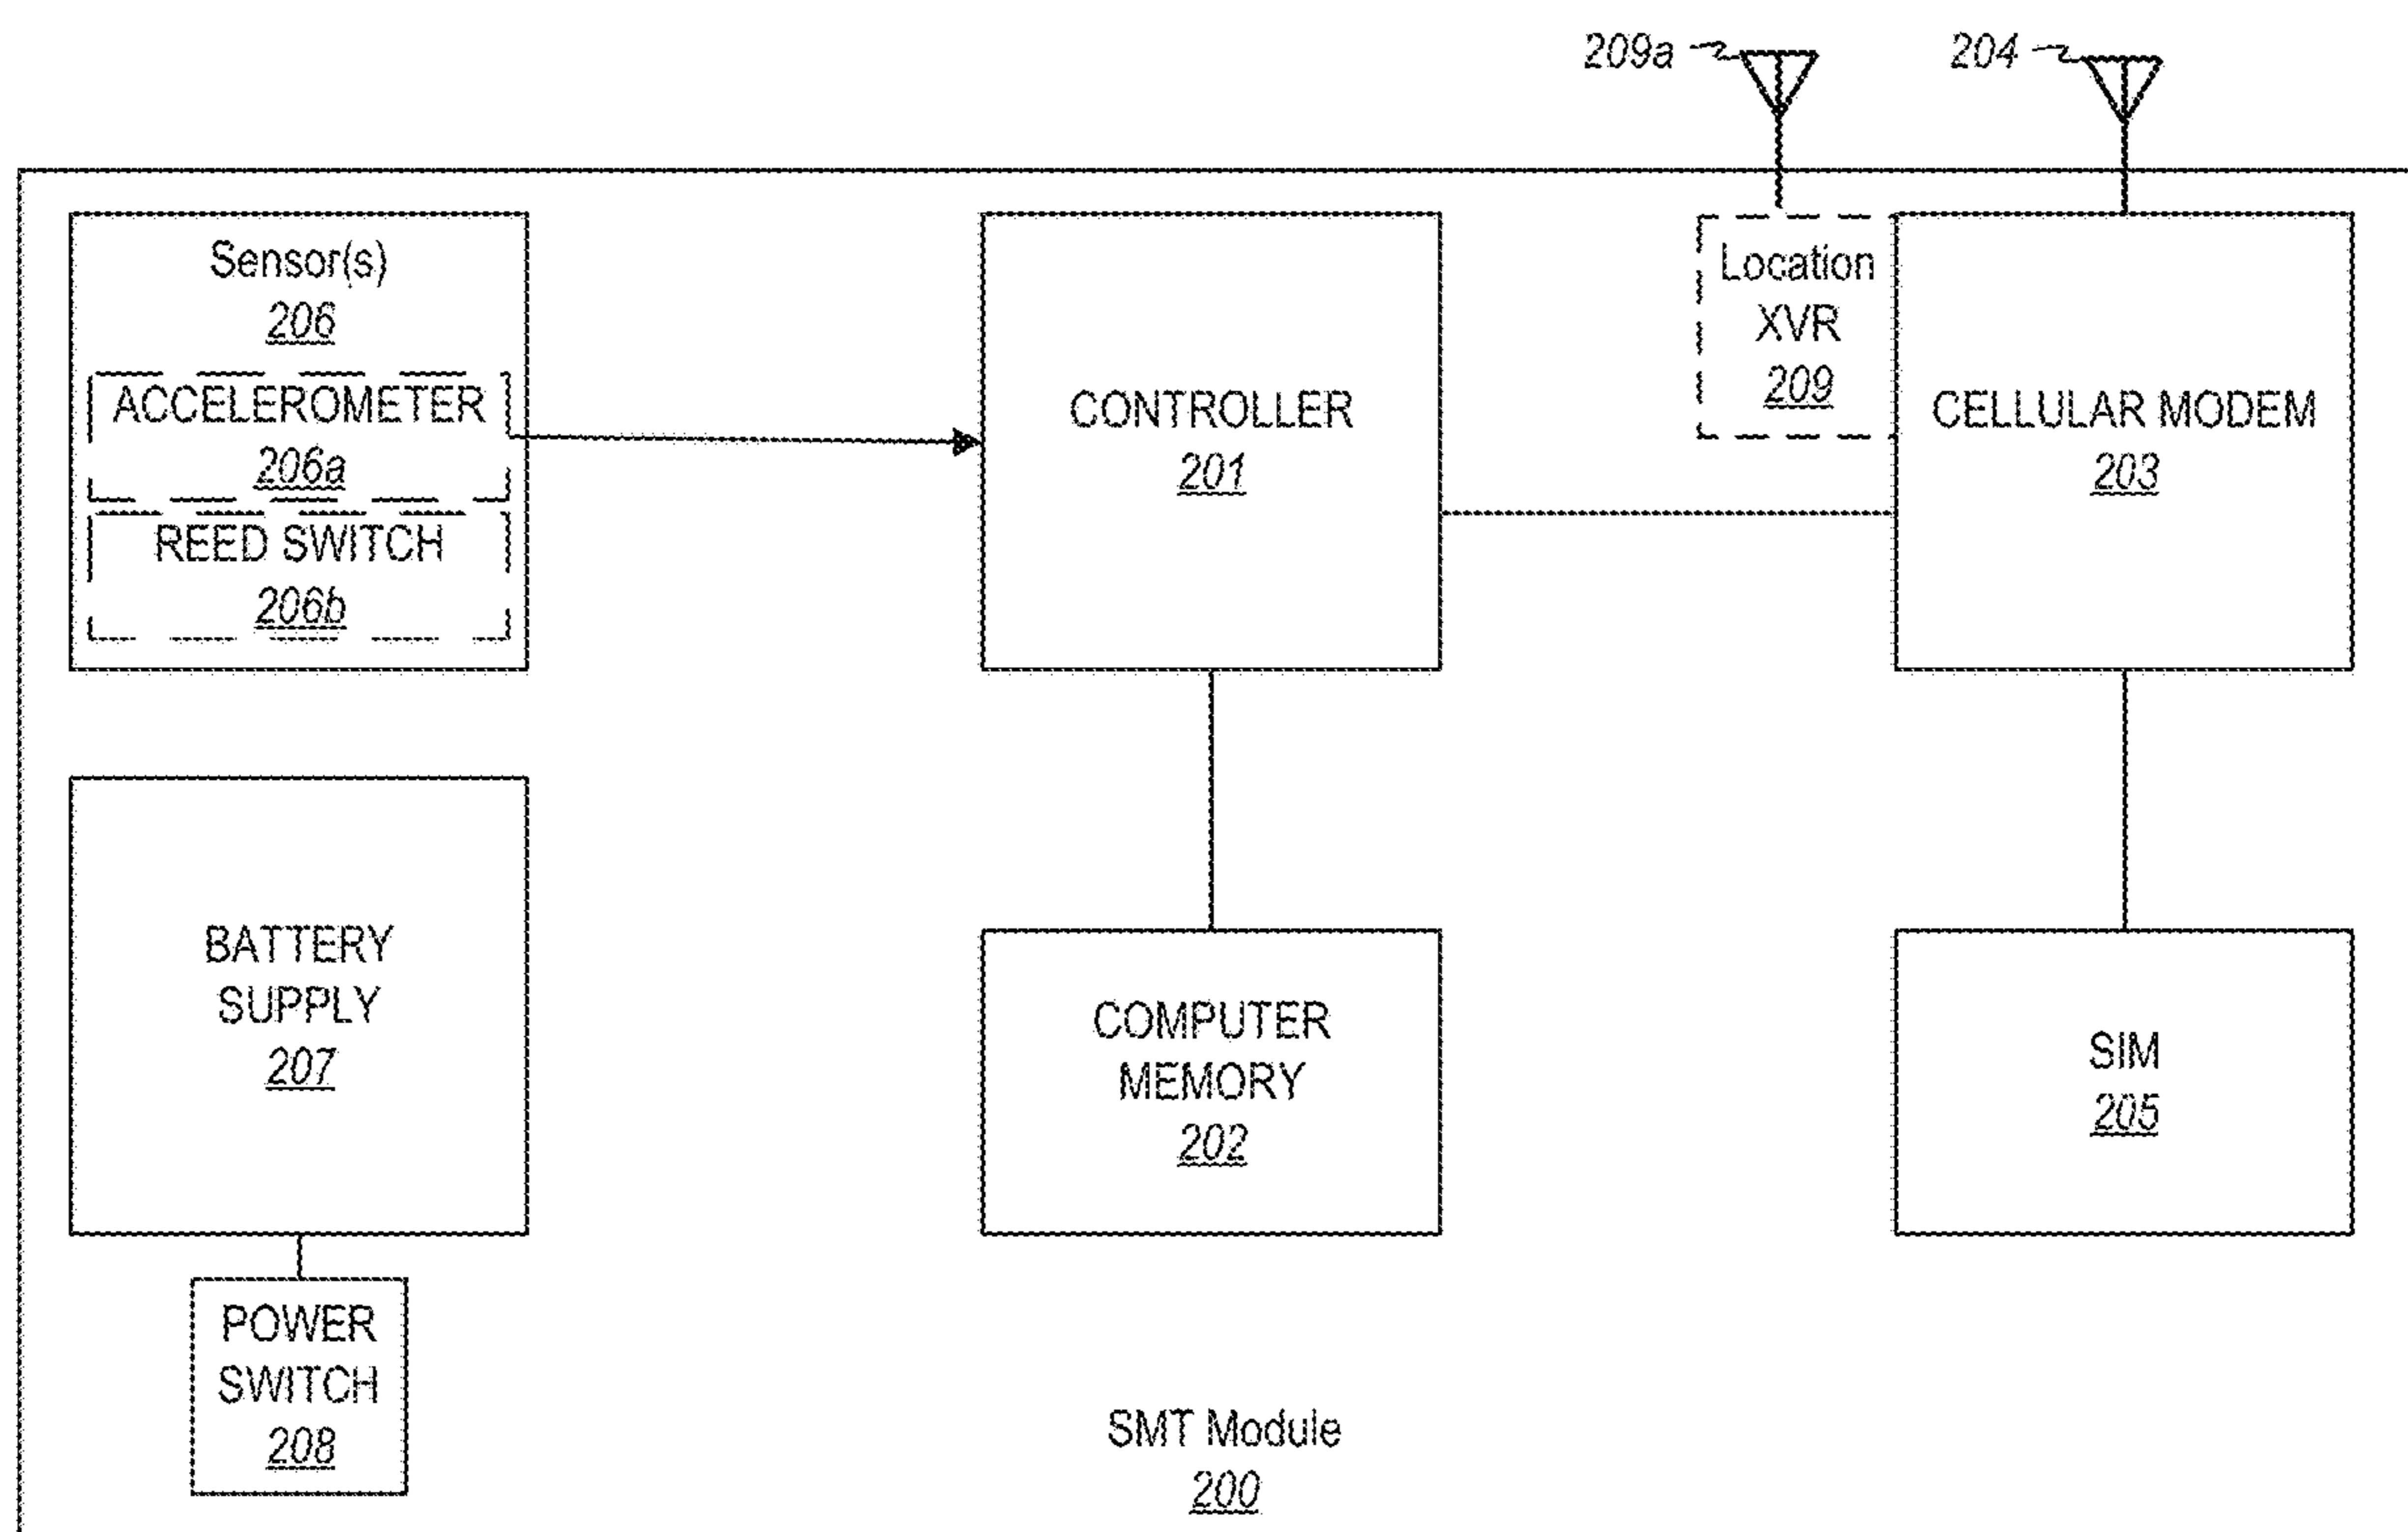 209a
204
Sensor(s)
206
ACCELEROMETER
206a
REED SWITCH
206b
CONTROLLER
201
Location
XVR
209
CELLULAR MODEM
203
BATTERY
SUPPLY
207
COMPUTER
MEMORY
202
SIM
205
POWER
SWITCH
208
SMT Module
200